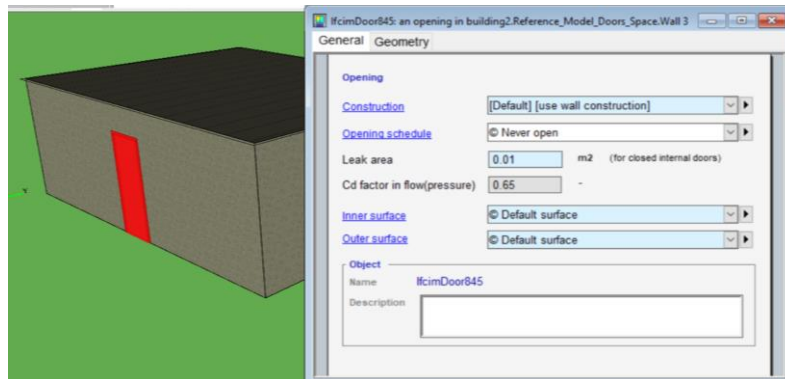 IfcimDoor845: an opening in building2.Reference_Model_Doors_Space.Wall 3
General Geometry
Opening
Construction [Default] [use wall construction]
Opening schedule © Never open
Leak area 0.01 m2 (for closed internal doors)
Cd factor in flow(pressure) 0.65 -
Inner surface © Default surface
Outer surface © Default surface
Object
Name IfcimDoor845
Description